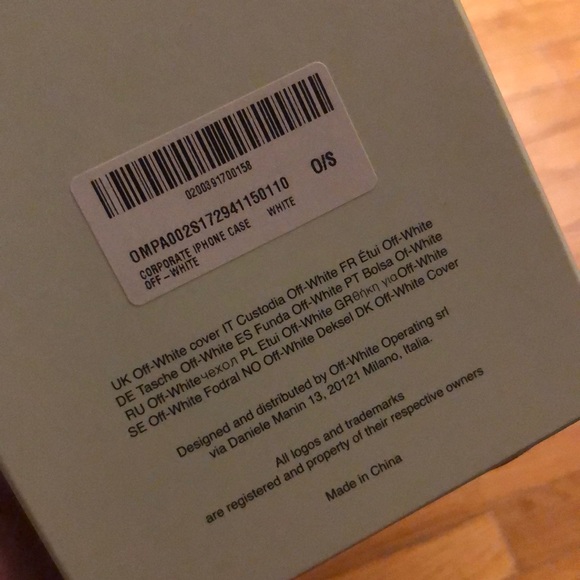 0200391700158
OMPA002S172941150110 O/S
CORPORATE IPHONE CASE WHITE
OFF-WHITE
UK Off-White cover IT Custodia Off-White FR Étui Off-White
DE Tasche Off-White ES Funda Off-White PT Bolsa Of-White
RU Off-Whiteчехол PL Etui Off-White GRθήκη γιαOff-White
SE Off-White Fodral NO Off-White Deksel DK Off-White Cover
Designed and distributed by Off-White Operating srl
via Daniele Manin 13, 20121 Milano, Italia.
All logos and trademarks
are registered and property of their respective owners
Made in China